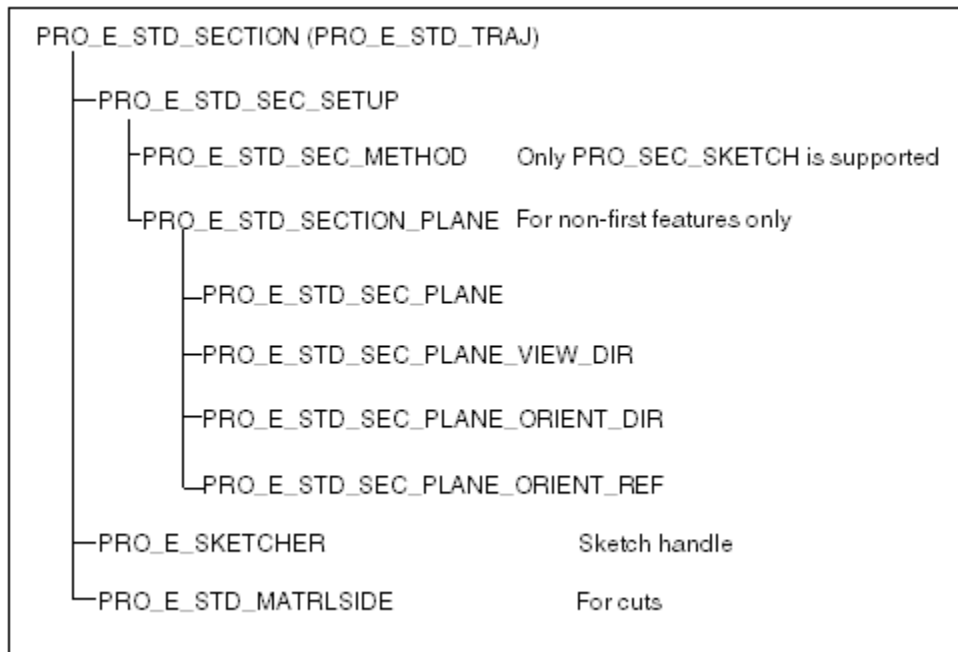 PRO_E_STD_SECTION (PRO_E_STD_TRAJ)
PRO_E_STD_SEC_SETUP
PRO_E_STD_SEC_METHOD Only PRO_SEC_SKETCH is supported
PRO_E_STD_SECTION_PLANE For non-first features only
PRO_E_STD_SEC_PLANE
PRO_E_STD_SEC_PLANE_VIEW_DIR
PRO_E_STD_SEC_PLANE_ORIENT_DIR
PRO_E_STD_SEC_PLANE_ORIENT_REF
PRO_E_SKETCHER Sketch handle
PRO_E_STD_MATRLSIDE For cuts